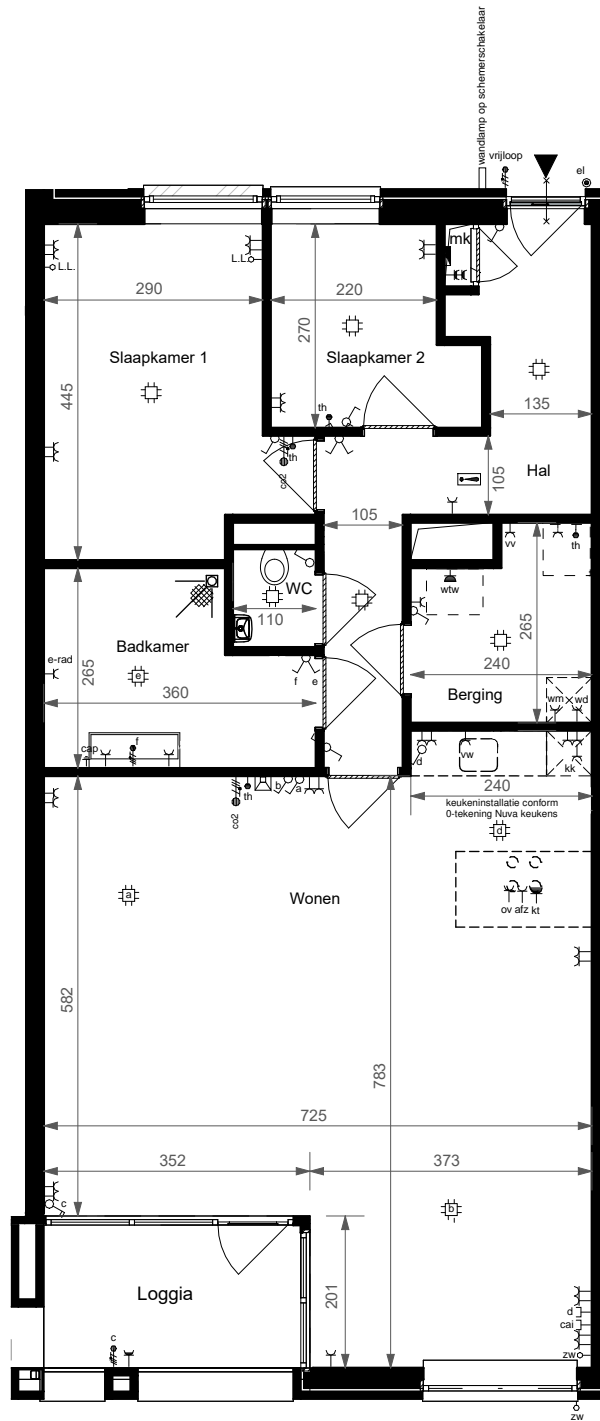 wandlamp op schemerschakelaar
vrijloop
el
mk
L.L.
L.L.
290
220
270
Slaapkamer 1
Slaapkamer 2
445
135
th
th
co2
Hal
105
105
vv
th
WC
wtw
110
Badkamer
265
265
e-rad
e
360
f e
240
Berging
wm wd
cap
f
d
vw
kk
th
b
a
co2
240
keukeninstallatie conform
0-tekening Nuva keukens
d
a
Wonen
ov afz kt
582
783
725
352
373
c
b
Loggia
201
d
cai
c
zw
zw